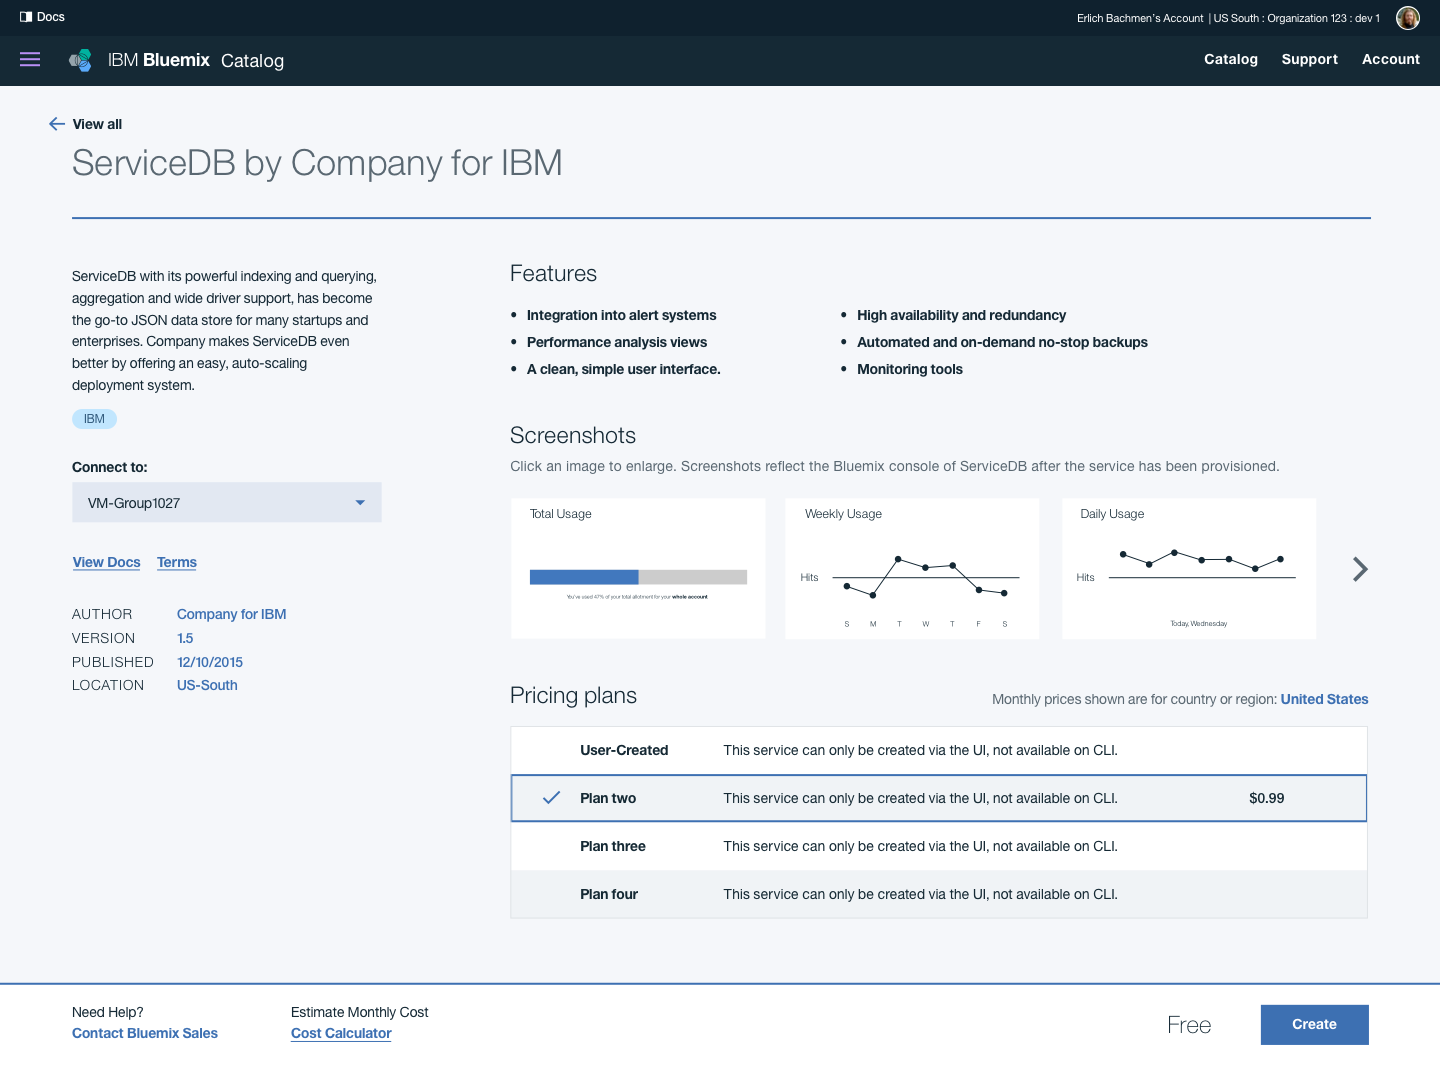 Docs
Erlich Bachmen's Account | US South : Organization 123 : dev 1
IBM Bluemix Catalog
Catalog Support Account
View all
ServiceDB by Company for IBM
ServiceDB with its powerful indexing and querying,
aggregation and wide driver support, has become
the go-to JSON data store for many startups and
enterprises. Company makes ServiceDB even
better by offering an easy, auto-scaling
deployment system.
IBM
Connect to:
VM-Group1027
View Docs Terms
AUTHOR Company for IBM
VERSION 1.5
PUBLISHED 12/10/2015
LOCATION US-South
Features
• Integration into alert systems
• Performance analysis views
• A clean, simple user interface.
• High availability and redundancy
• Automated and on-demand no-stop backups
• Monitoring tools
Screenshots
Click an image to enlarge. Screenshots reflect the Bluemix console of ServiceDB after the service has been provisioned.
Total Usage
You've used 47% of your total allotment for your whole account
Weekly Usage
Hits
S M T W T F S
Daily Usage
Hits
Today, Wednesday
Pricing plans
Monthly prices shown are for country or region: United States
User-Created This service can only be created via the UI, not available on CLI.
Plan two This service can only be created via the UI, not available on CLI. $0.99
Plan three This service can only be created via the UI, not available on CLI.
Plan four This service can only be created via the UI, not available on CLI.
Need Help?
Contact Bluemix Sales
Estimate Monthly Cost
Cost Calculator
Free
Create